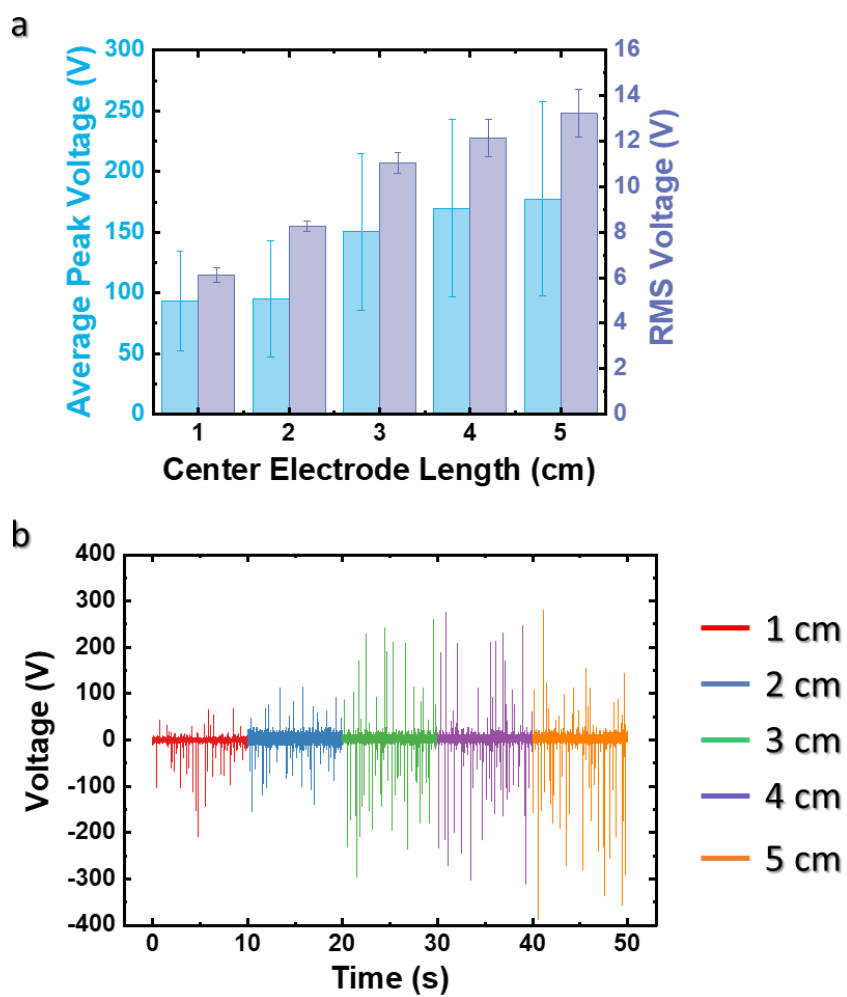 a
Average Peak Voltage (V)
300
250
200
150
100
50
0
16
14
12
10
8
6
4
2
0
RMS Voltage (V)
1 2 3 4 5
Center Electrode Length (cm)
b
Voltage (V)
400
300
200
100
0
-100
-200
-300
-400
0 10 20 30 40 50
Time (s)
1 cm
2 cm
3 cm
4 cm
5 cm